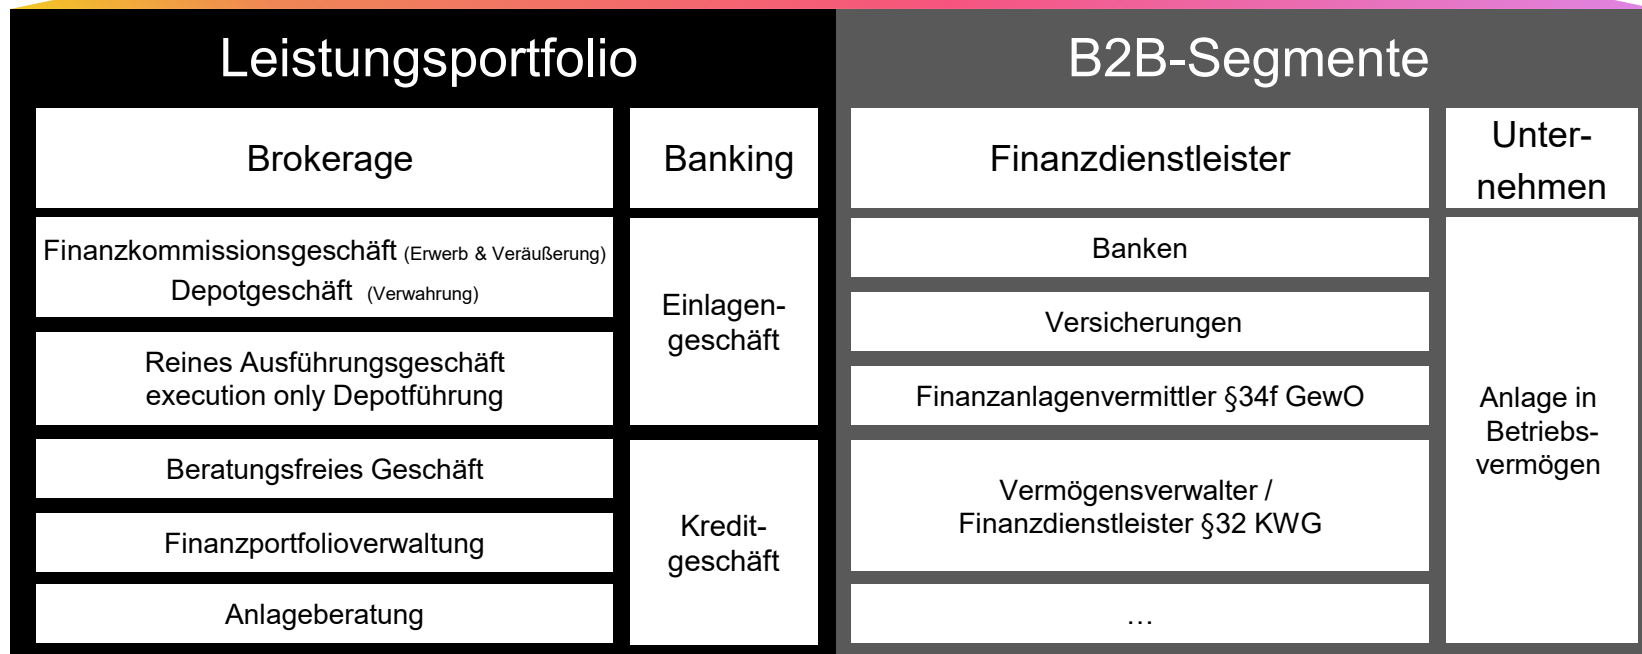 Leistungsportfolio
Brokerage
Banking
Finanzkommissionsgeschäft (Erwerb & Veräußerung)
Depotgeschäft (Verwahrung)
Reines Ausführungsgeschäft
execution only Depotführung
Beratungsfreies Geschäft
Finanzportfolioverwaltung
Anlageberatung
Einlagen-
geschäft
Kredit-
geschäft
B2B-Segmente
Finanzdienstleister
Unter-
nehmen
Banken
Versicherungen
Finanzanlagenvermittler §34f GewO
Vermögensverwalter /
Finanzdienstleister §32 KWG
…
Anlage in
Betriebs-
vermögen